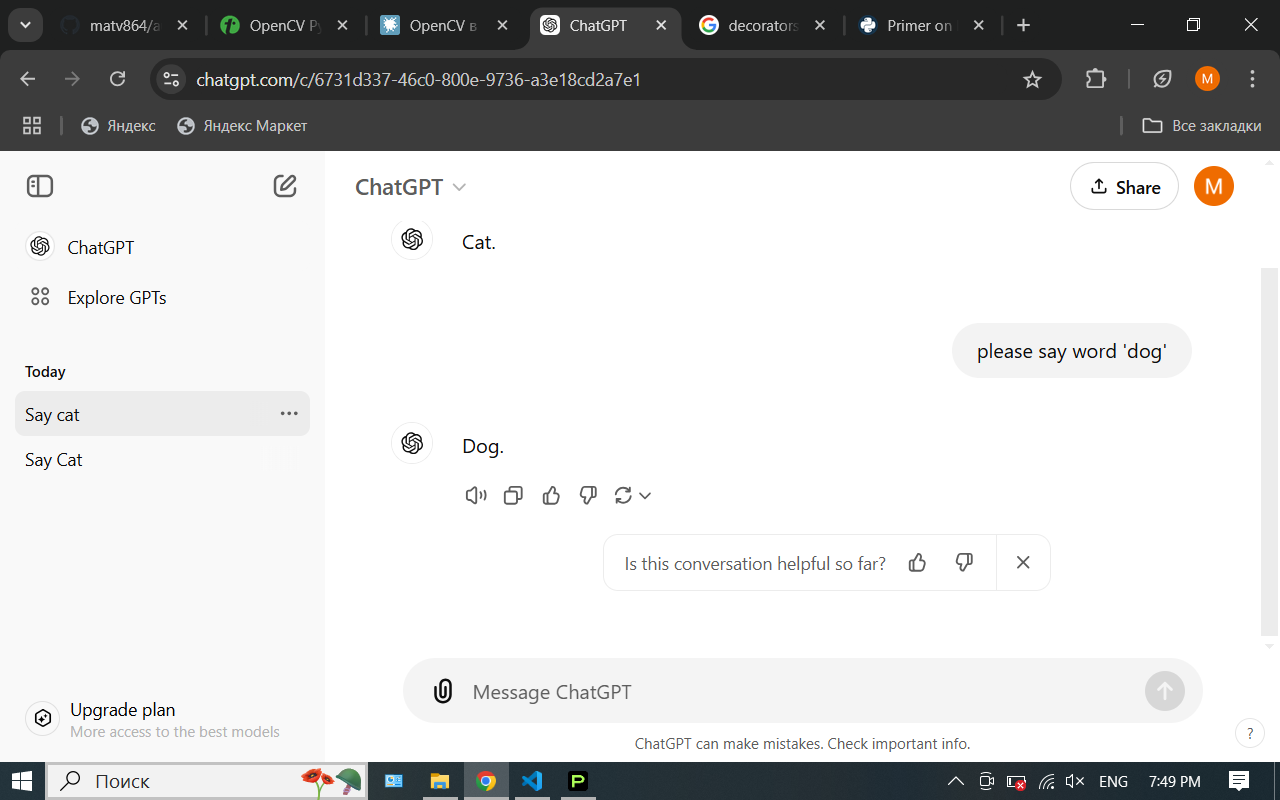 matv864/a
OpenCV Py
OpenCV в
ChatGPT
decorators
Primer on
chatgpt.com/c/6731d337-46c0-800e-9736-a3e18cd2a7e1
M
Яндекс
Яндекс Маркет
Все закладки
ChatGPT
Share
M
ChatGPT
Explore GPTs
Today
Say cat
Say Cat
Cat.
please say word 'dog'
Dog.
Is this conversation helpful so far?
Upgrade plan
More access to the best models
Message ChatGPT
ChatGPT can make mistakes. Check important info.
?
Поиск
P
ENG
7:49 PM